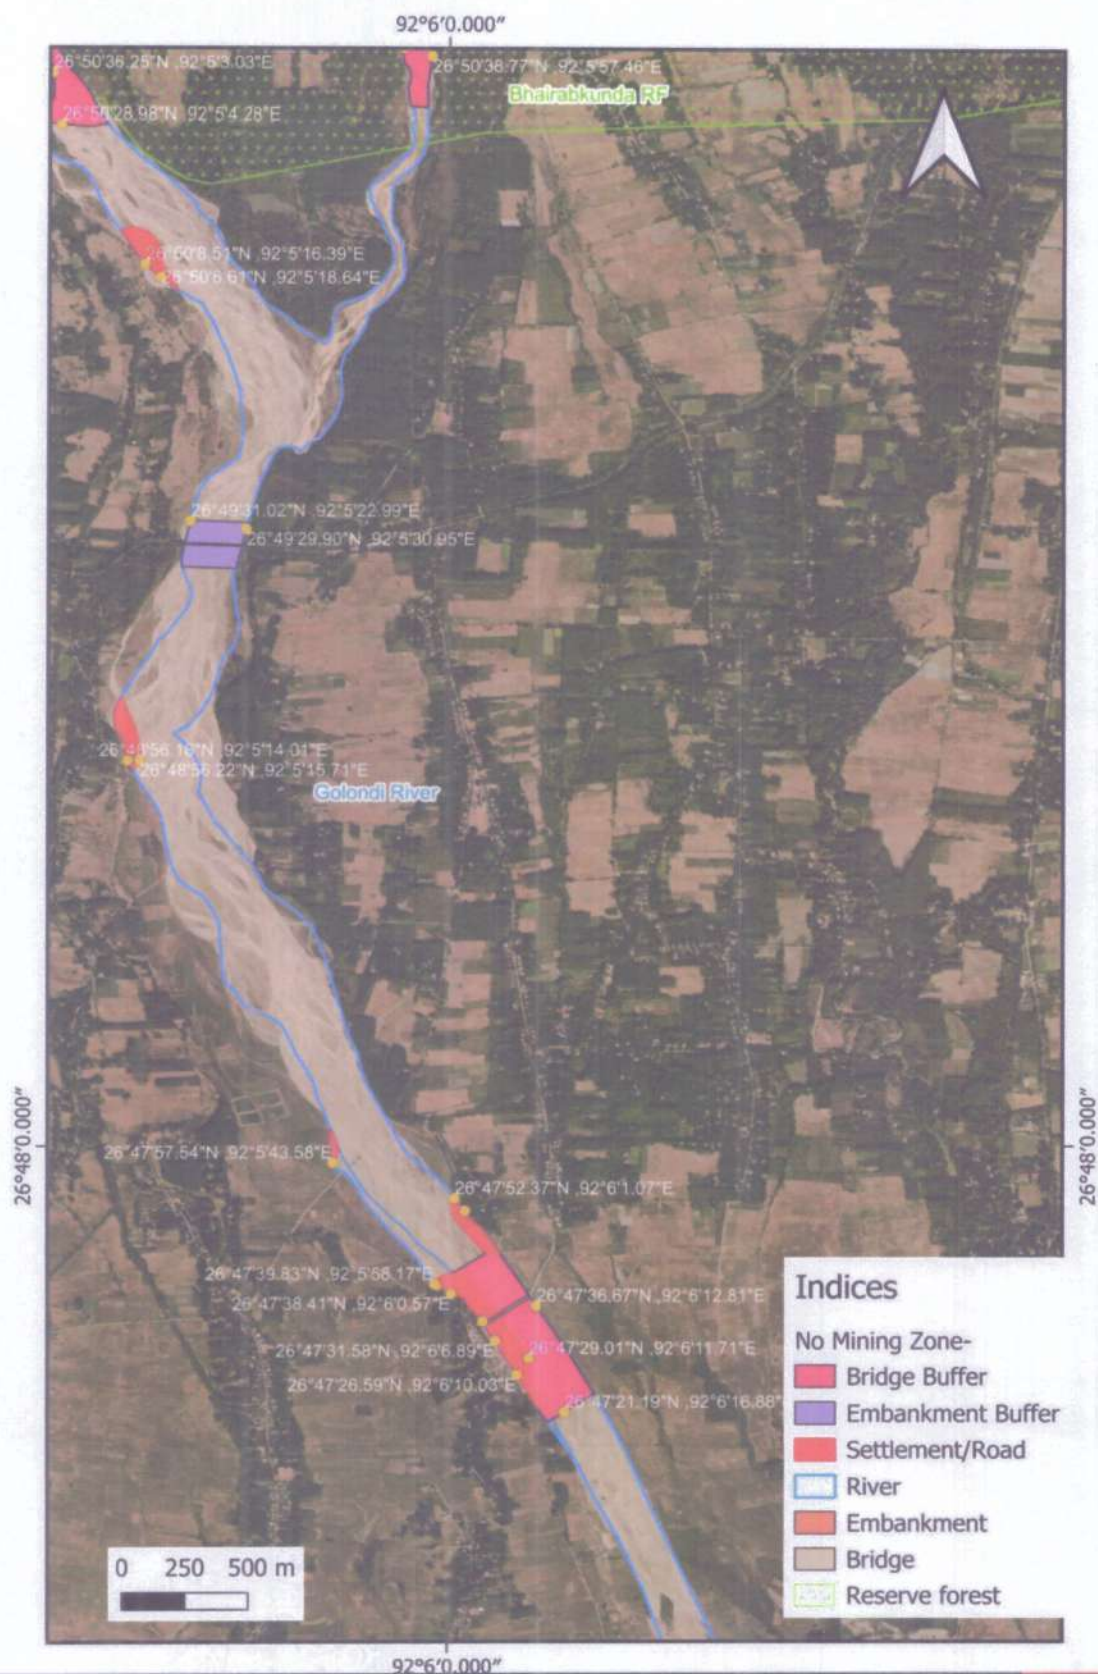 92°6'0.000"
26°50'36.25"N ,92°5'3.03"E
26°50'38.77"N ,92°5'57.46"E
Bhairabkunda RF
26°50'28.98"N ,92°5'4.28"E
26°50'8.51"N ,92°5'16.39"E
26°50'6.61"N ,92°5'18.64"E
26°49'31.02"N ,92°5'22.99"E
26°49'29.90"N ,92°5'30.95"E
26°48'56.16"N ,92°5'14.01"E
26°48'56.22"N ,92°5'15.71"E
Golondi River
26°48'0.000"
26°48'0.000"
26°47'57.54"N ,92°5'43.58"E
26°47'52.37"N ,92°6'1.07"E
26°47'39.83"N ,92°5'58.17"E
26°47'38.41"N ,92°6'0.57"E
26°47'36.67"N ,92°6'12.81"E
26°47'31.58"N ,92°6'6.89"E
26°47'29.01"N ,92°6'11.71"E
26°47'26.59"N ,92°6'10.03"E
26°47'21.19"N ,92°6'16.88"
Indices
No Mining Zone-
Bridge Buffer
Embankment Buffer
Settlement/Road
River
Embankment
Bridge
Reserve forest
0 250 500 m
92°6'0.000"